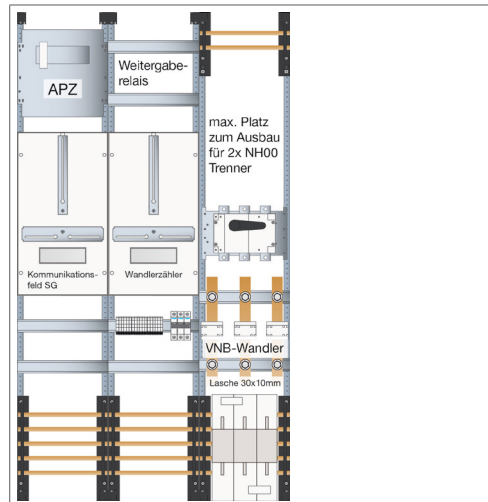 APZ
Weitergabe-
relais
max. Platz
zum Ausbau
für 2x NH00
Trenner
Kommunikations-
feld SG
Wandlerzähler
VNB-Wandler
Lasche 30x10mm